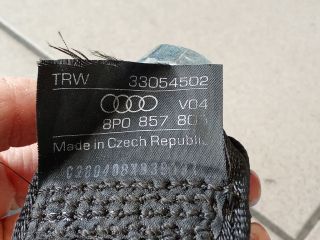 TRW 33054502
V04
8P0 857 805
Made in Czech Republic